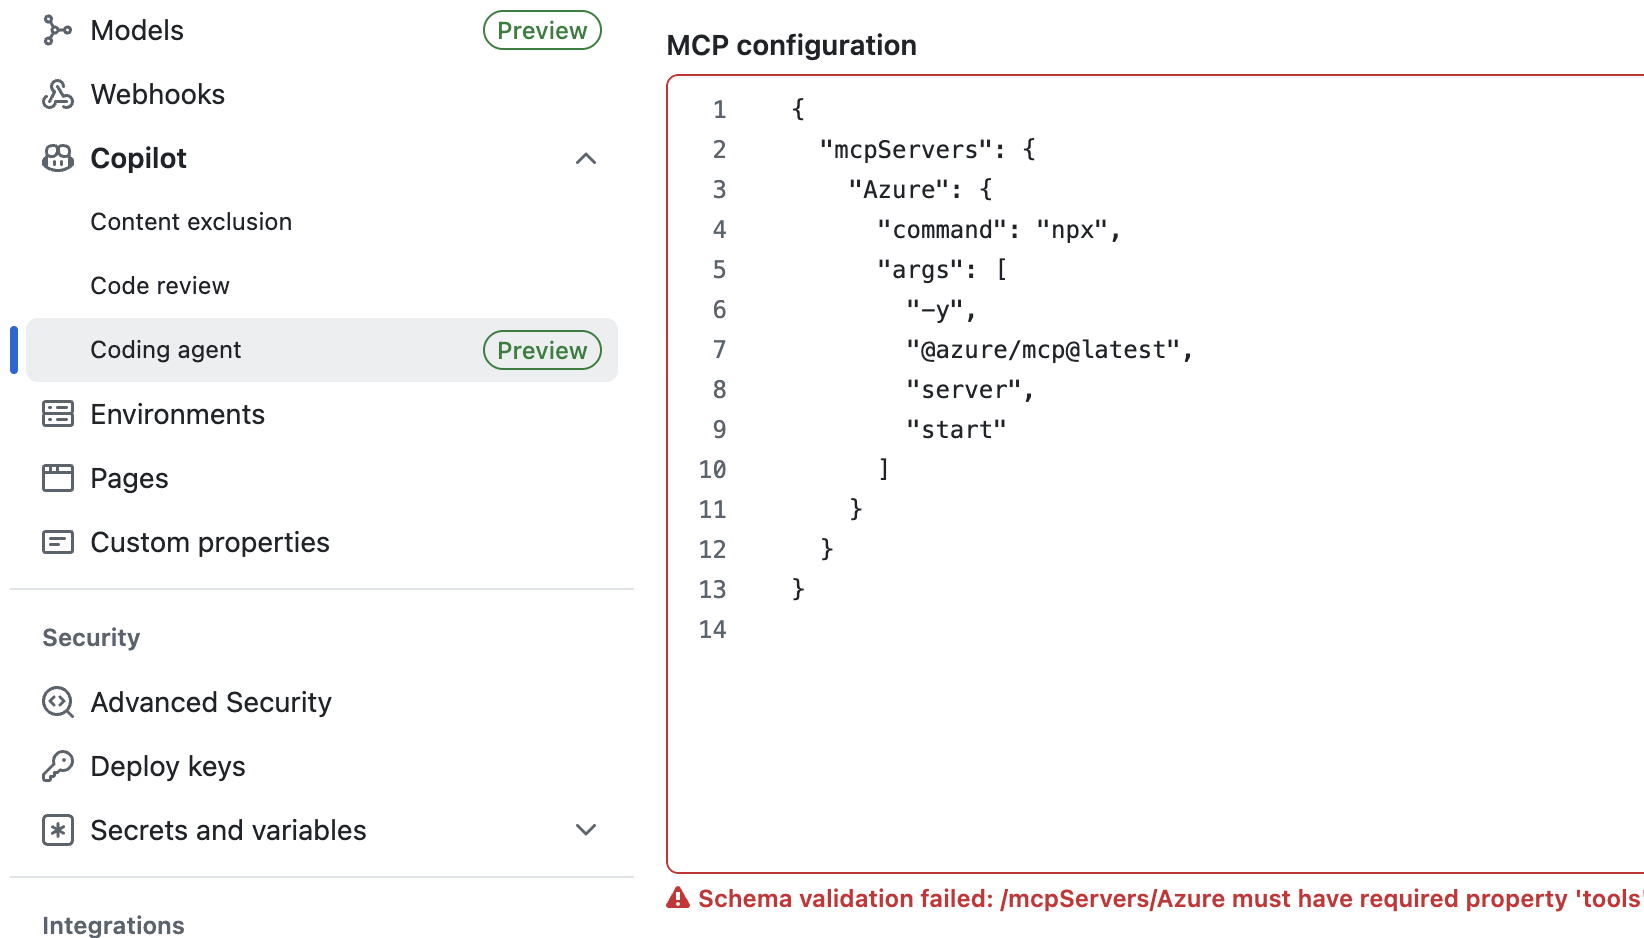 Models
Preview
Webhooks
Copilot
Content exclusion
Code review
Coding agent
Preview
Environments
Pages
Custom properties
Security
Advanced Security
Deploy keys
Secrets and variables
Integrations
MCP configuration
1 {
2 "mcpServers": {
3 "Azure": {
4 "command": "npx",
5 "args": [
6 "-y",
7 "@azure/mcp@latest",
8 "server",
9 "start"
10 ]
11 }
12 }
13 }
14
Schema validation failed: /mcpServers/Azure must have required property 'tools'